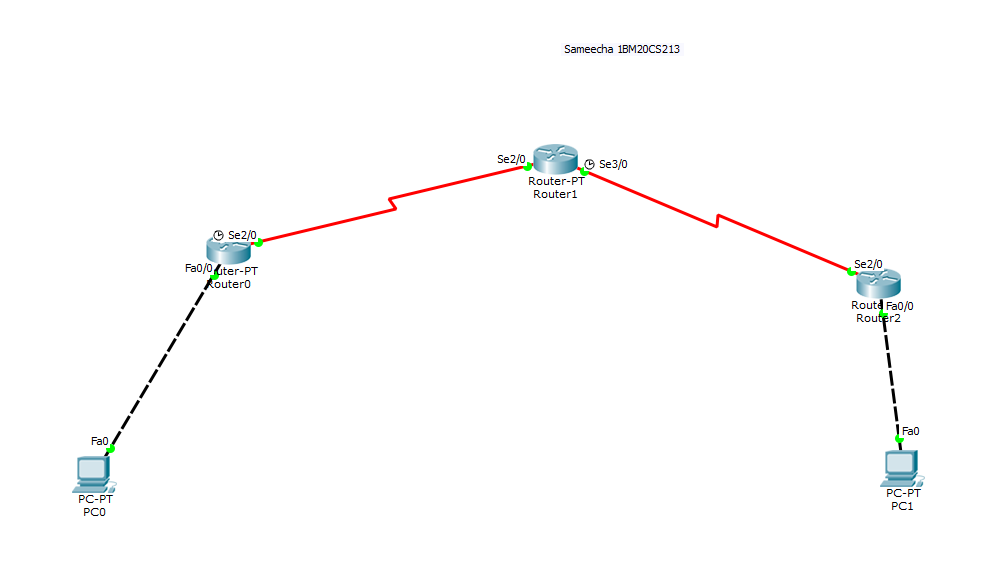 Sameecha 1BM20CS213
Se2/0
Se3/0
Router-PT
Router1
Se2/0
Fa0/0
uter-PT
Router0
Se2/0
Route
Fa0/0
Router2
Fa0
PC-PT
PC0
Fa0
PC-PT
PC1